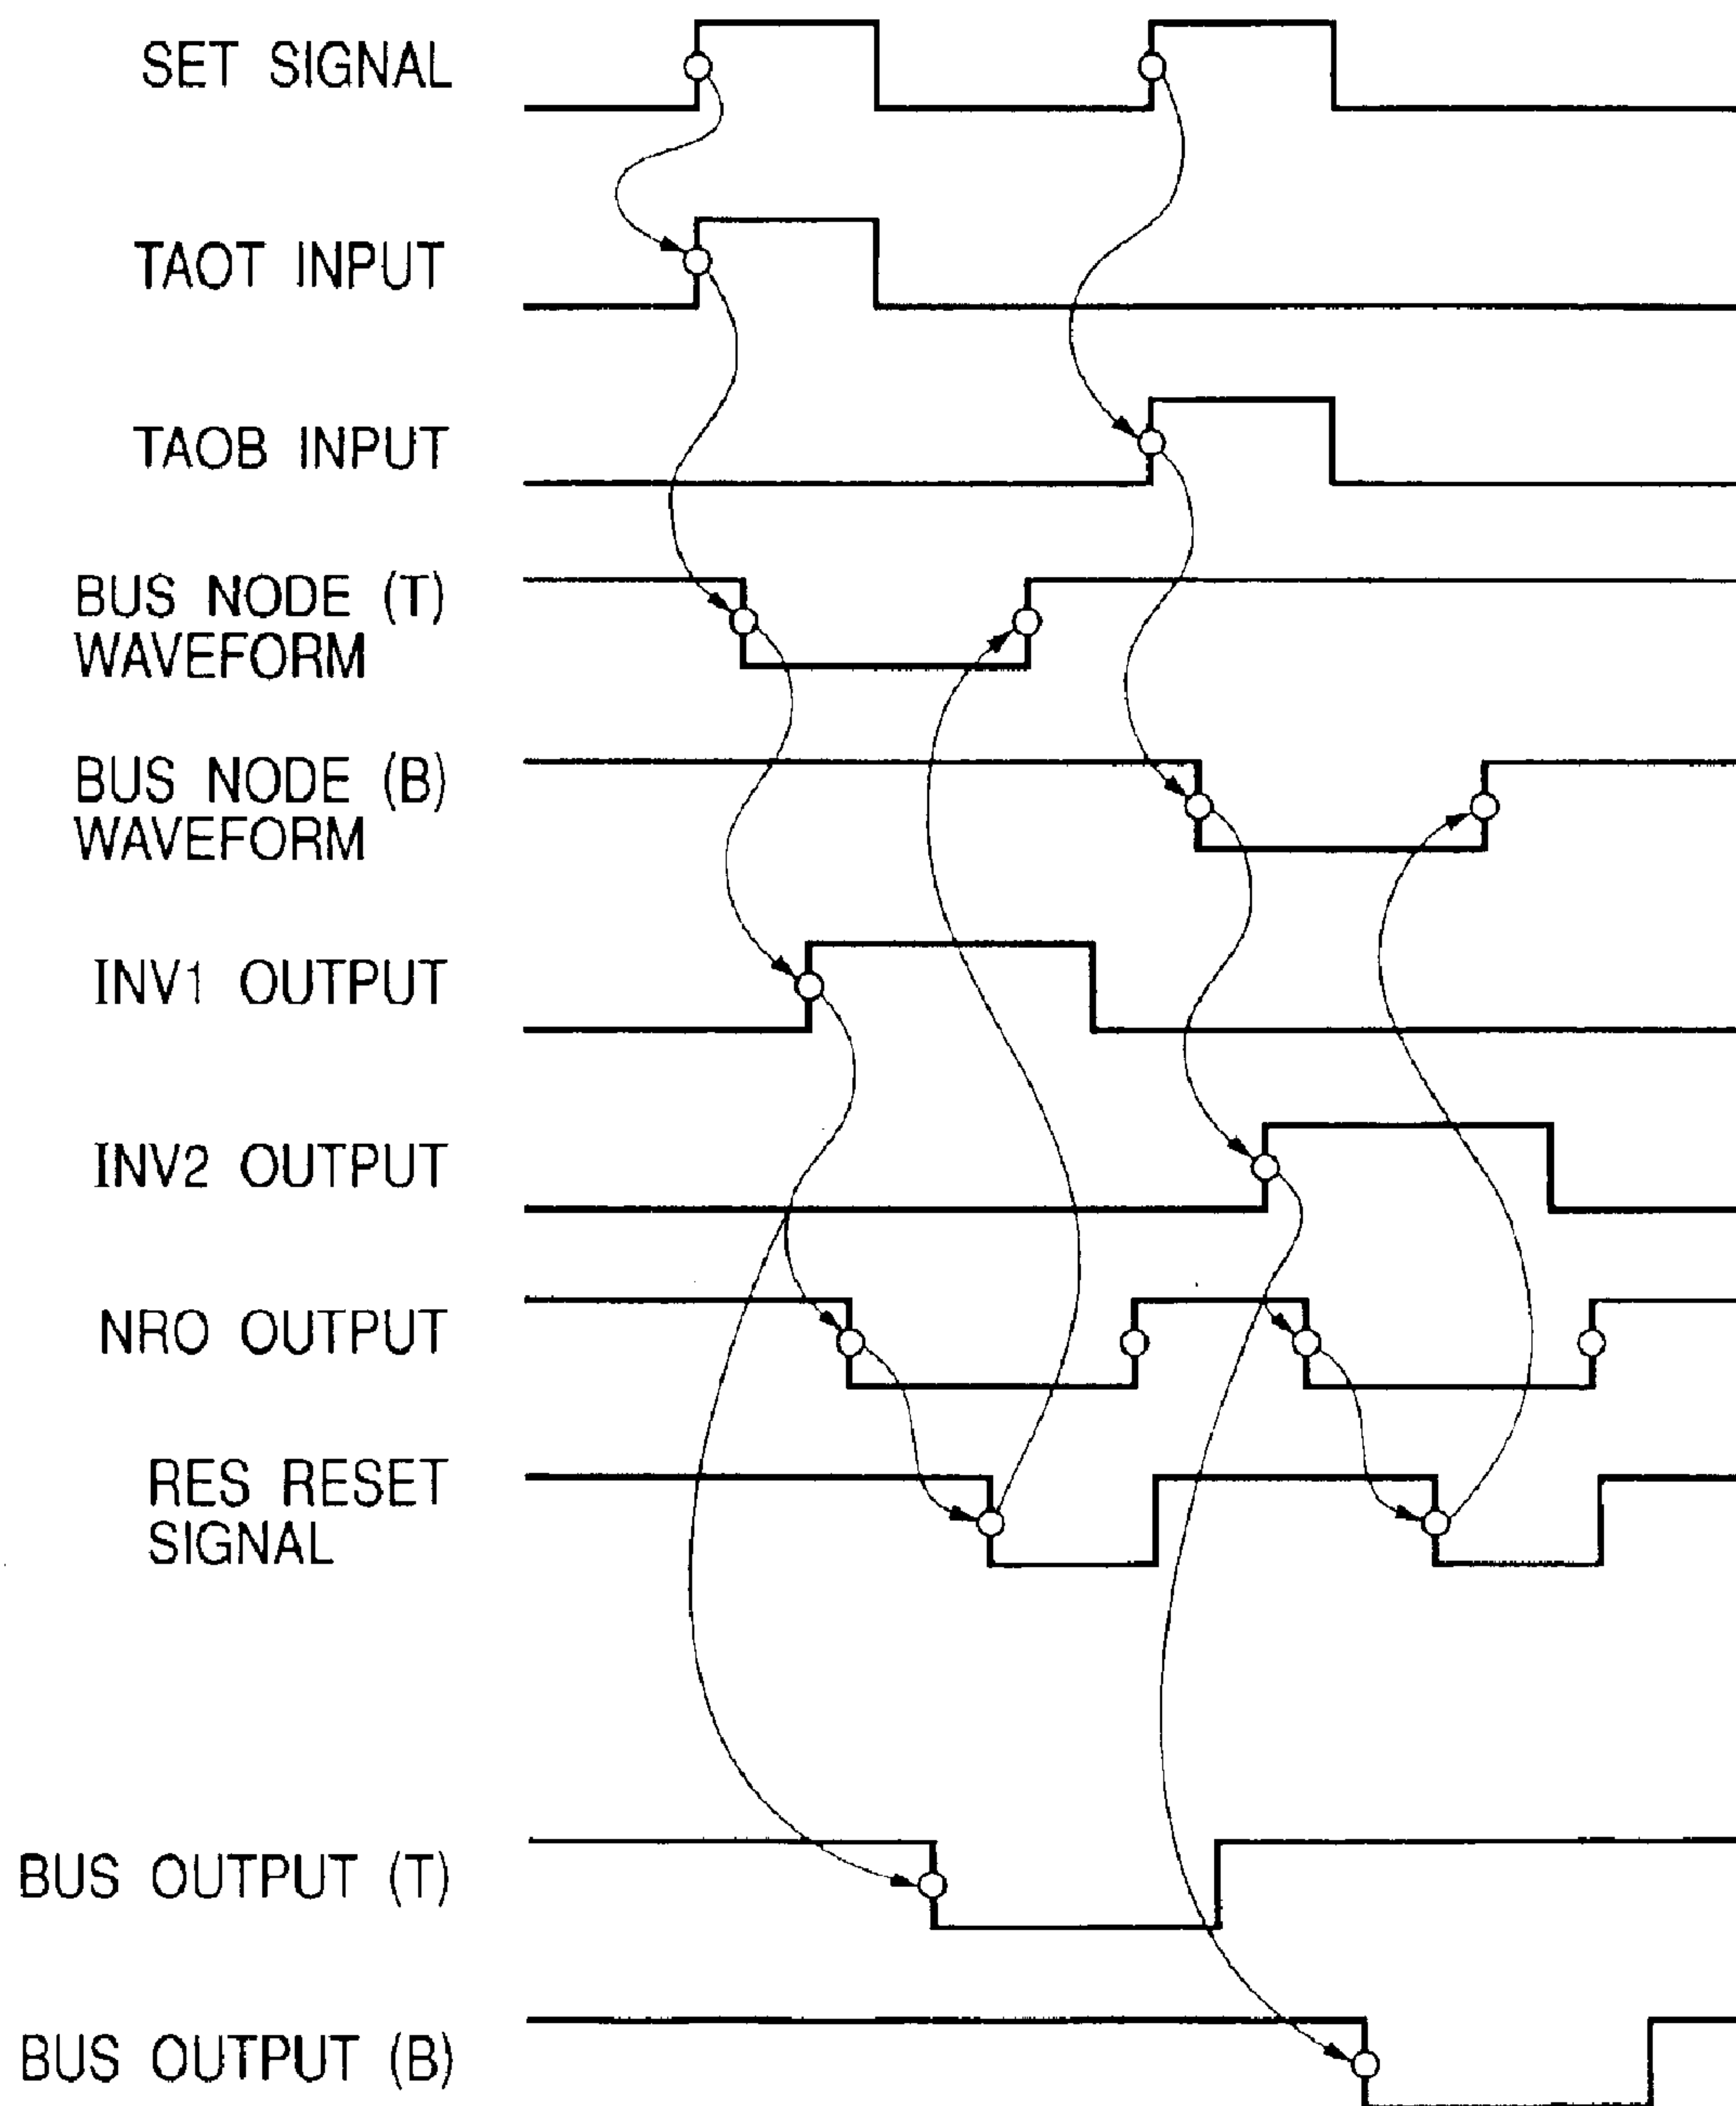 SET SIGNAL
TAOT INPUT
TAOB INPUT
BUS NODE (T)
WAVEFORM
BUS NODE (B)
WAVEFORM
INV1 OUTPUT
INV2 OUTPUT
NRO OUTPUT
RES RESET
SIGNAL
BUS OUTPUT (T)
BUS OUTPUT (B)